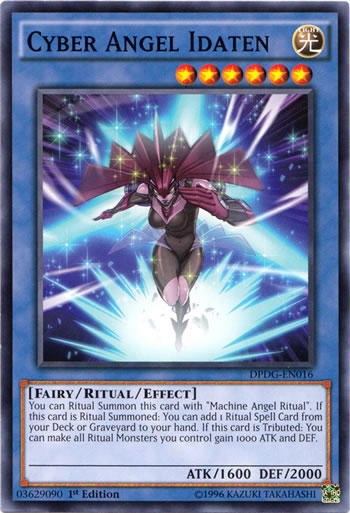 CYBER ANGEL IDATEN
LIGHT
光
DPDG-EN016
[FAIRY/RITUAL/EFFECT]
You can Ritual Summon this card with "Machine Angel Ritual". If
this card is Ritual Summoned: You can add 1 Ritual Spell Card from
your Deck or Graveyard to your hand. If this card is Tributed: You
can make all Ritual Monsters you control gain 1000 ATK and DEF.
ATK/1600 DEF/2000
03629090 1st Edition ©1996 KAZUKI TAKAHASHI